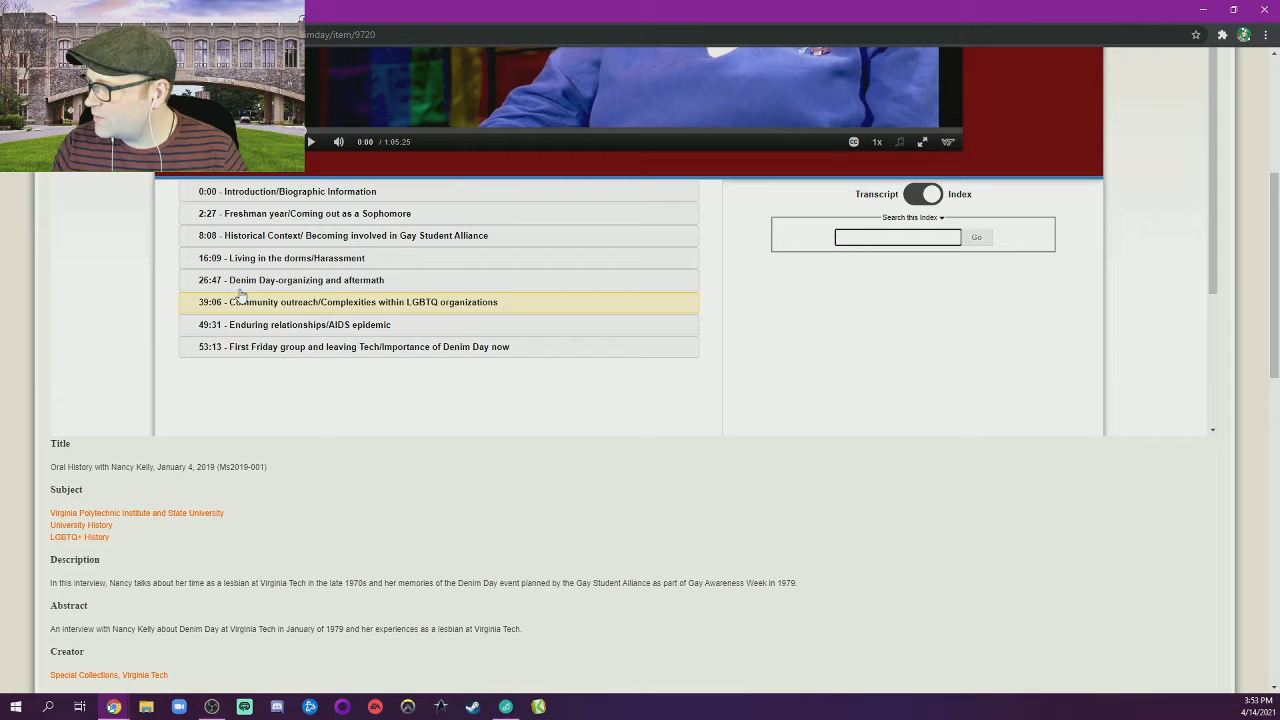 imday/item/9720
0:00 / 1:05:25
CC
1x
0:00 - Introduction/Biographic Information
2:27 - Freshman year/Coming out as a Sophomore
8:08 - Historical Context/ Becoming involved in Gay Student Alliance
16:09 - Living in the dorms/Harassment
26:47 - Denim Day-organizing and aftermath
39:06 - Community outreach/Complexities within LGBTQ organizations
49:31 - Enduring relationships/AIDS epidemic
53:13 - First Friday group and leaving Tech/Importance of Denim Day now
Transcript Index
Search this Index
Go
Title
Oral History with Nancy Kelly, January 4, 2019 (Ms2019-001)
Subject
Virginia Polytechnic Institute and State University
University History
LGBTQ+ History
Description
In this interview, Nancy talks about her time as a lesbian at Virginia Tech in the late 1970s and her memories of the Denim Day event planned by the Gay Student Alliance as part of Gay Awareness Week in 1979.
Abstract
An interview with Nancy Kelly about Denim Day at Virginia Tech in January of 1979 and her experiences as a lesbian at Virginia Tech.
Creator
Special Collections, Virginia Tech
3:53 PM
4/14/2021